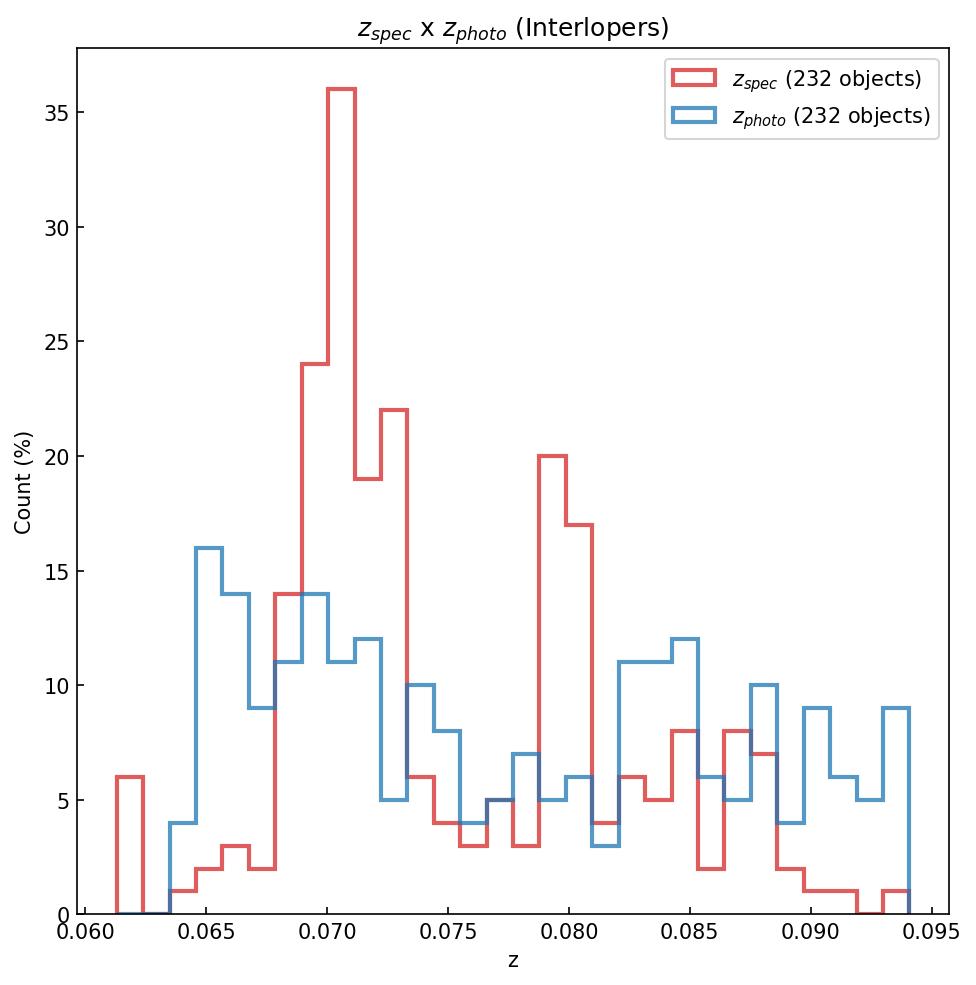 z_spec x z_photo (Interlopers)
z_spec (232 objects)
z_photo (232 objects)
Count (%)
35
30
25
20
15
10
5
0
0.060 0.065 0.070 0.075 0.080 0.085 0.090 0.095
z